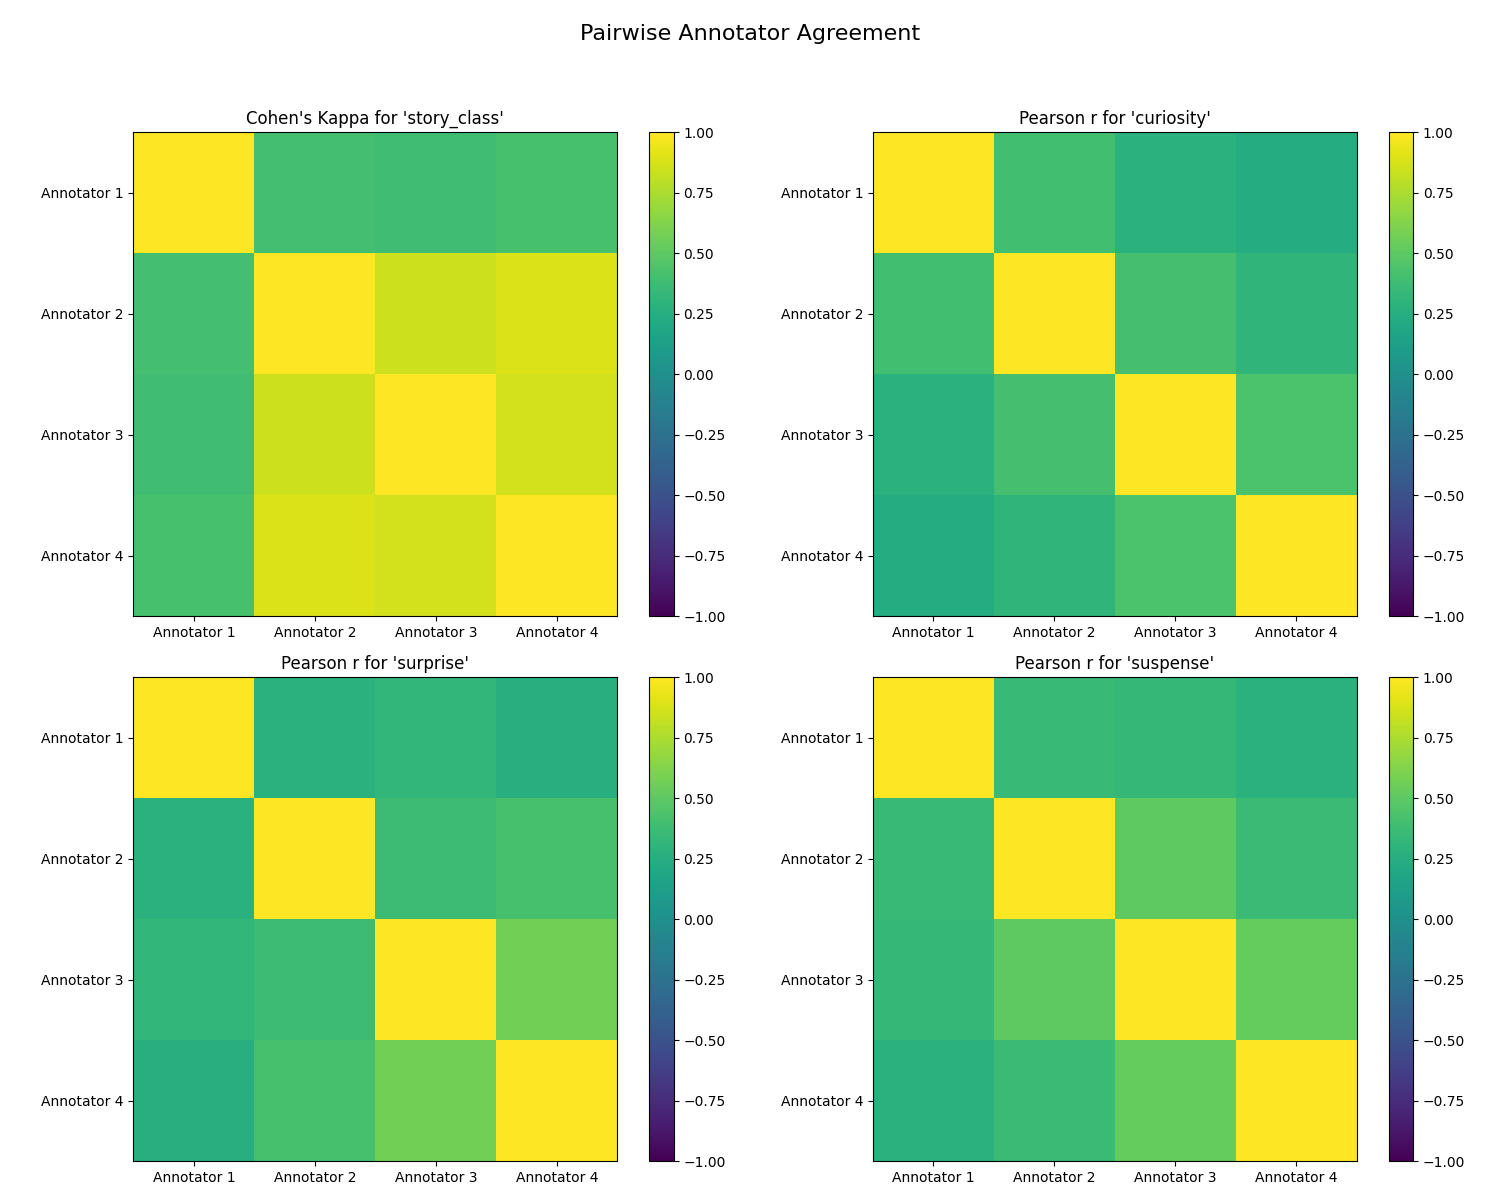 Pairwise Annotator Agreement
Cohen's Kappa for 'story_class'
Annotator 1
Annotator 2
Annotator 3
Annotator 4
Annotator 1 Annotator 2 Annotator 3 Annotator 4
1.00
0.75
0.50
0.25
0.00
−0.25
−0.50
−0.75
−1.00
Pearson r for 'curiosity'
Annotator 1
Annotator 2
Annotator 3
Annotator 4
Annotator 1 Annotator 2 Annotator 3 Annotator 4
1.00
0.75
0.50
0.25
0.00
−0.25
−0.50
−0.75
−1.00
Pearson r for 'surprise'
Annotator 1
Annotator 2
Annotator 3
Annotator 4
Annotator 1 Annotator 2 Annotator 3 Annotator 4
1.00
0.75
0.50
0.25
0.00
−0.25
−0.50
−0.75
−1.00
Pearson r for 'suspense'
Annotator 1
Annotator 2
Annotator 3
Annotator 4
Annotator 1 Annotator 2 Annotator 3 Annotator 4
1.00
0.75
0.50
0.25
0.00
−0.25
−0.50
−0.75
−1.00